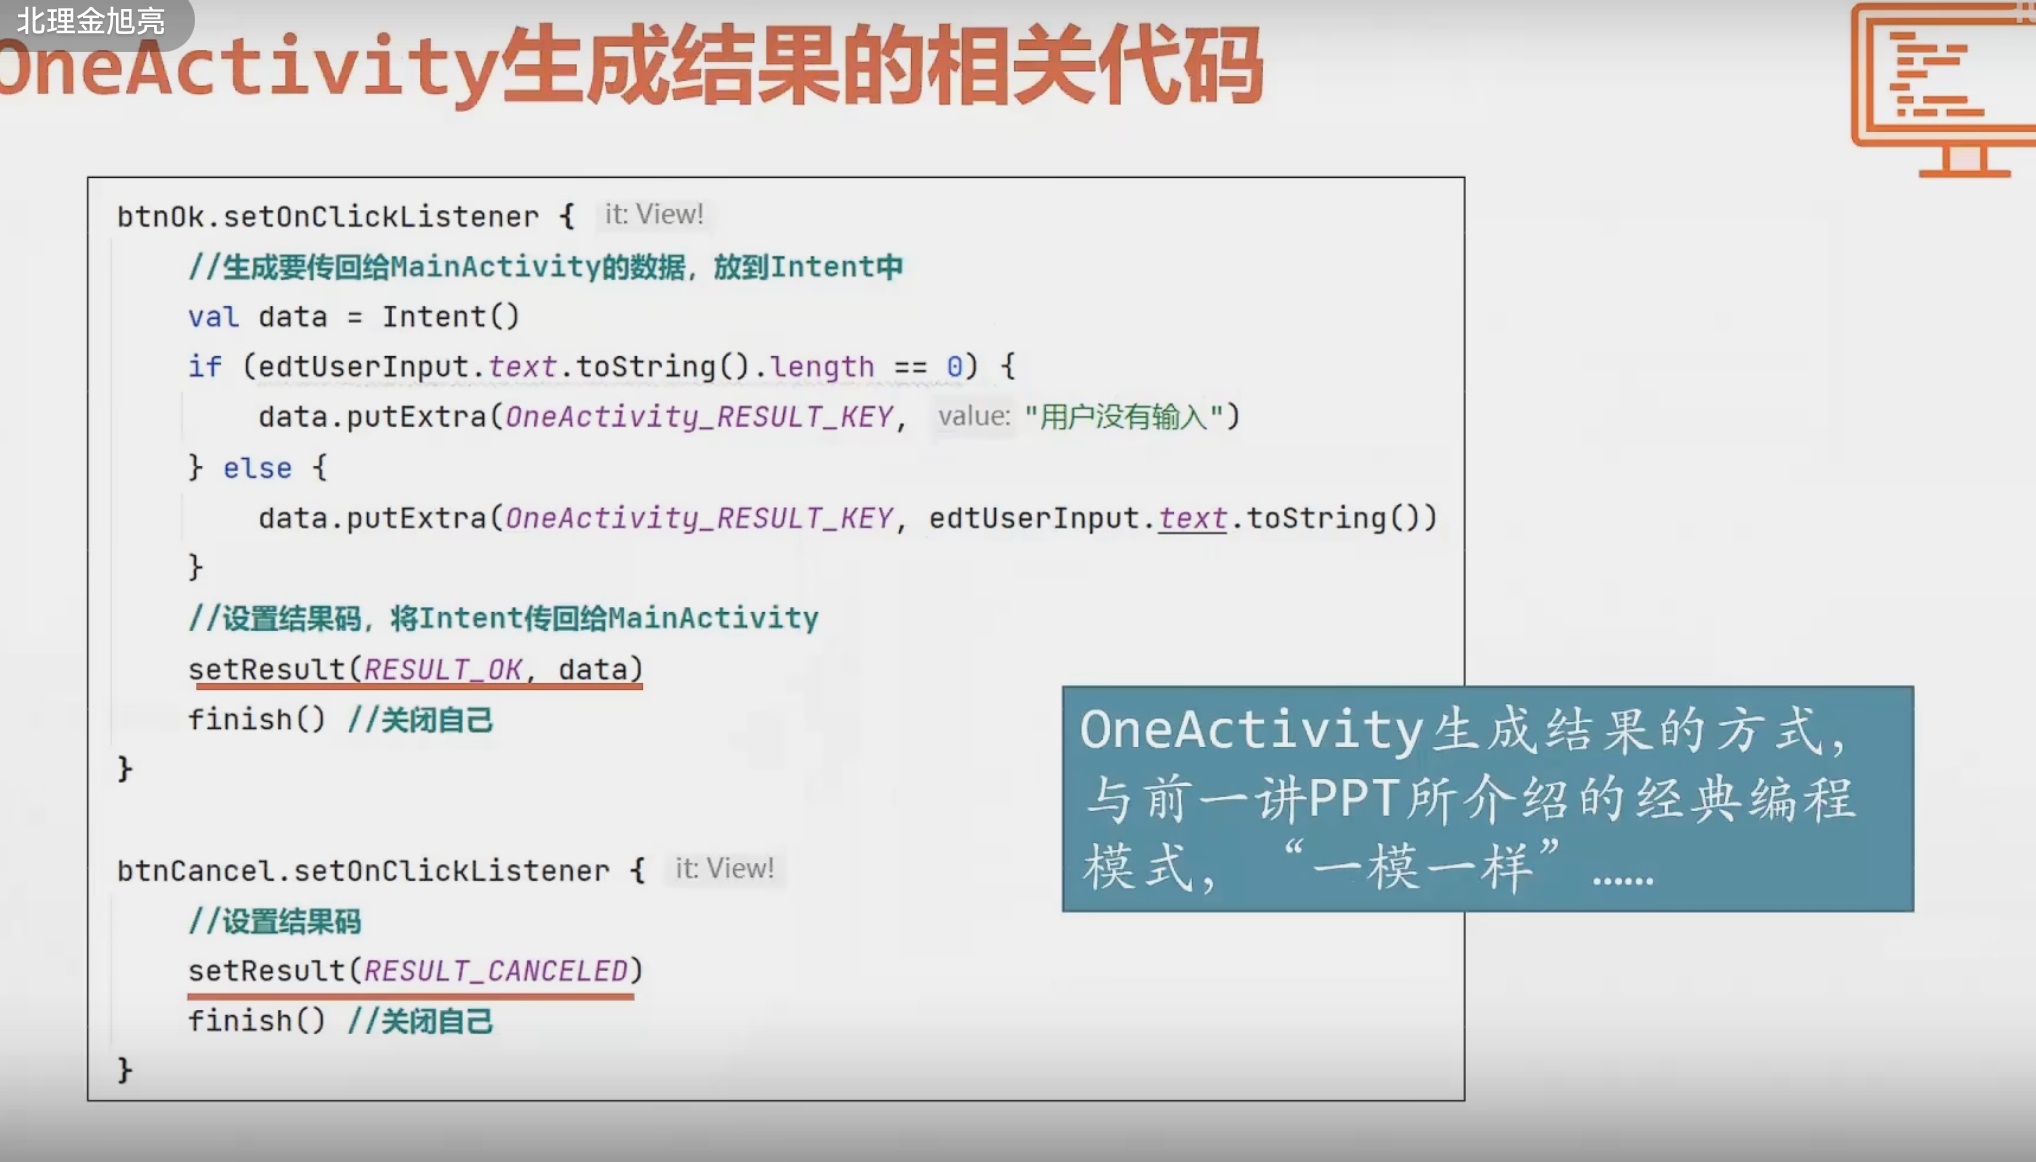 北理金旭亮
OneActivity生成结果的相关代码
btnOk.setOnClickListener { it: View!
//生成要传回给MainActivity的数据，放到Intent中
val data = Intent()
if (edtUserInput.text.toString().length == 0) {
data.putExtra(OneActivity_RESULT_KEY, value: "用户没有输入")
} else {
data.putExtra(OneActivity_RESULT_KEY, edtUserInput.text.toString())
}
//设置结果码，将Intent传回给MainActivity
setResult(RESULT_OK, data)
finish() //关闭自己
}
btnCancel.setOnClickListener { it: View!
//设置结果码
setResult(RESULT_CANCELED)
finish() //关闭自己
}
OneActivity生成结果的方式，
与前一讲PPT所介绍的经典编程
模式，“一模一样”……